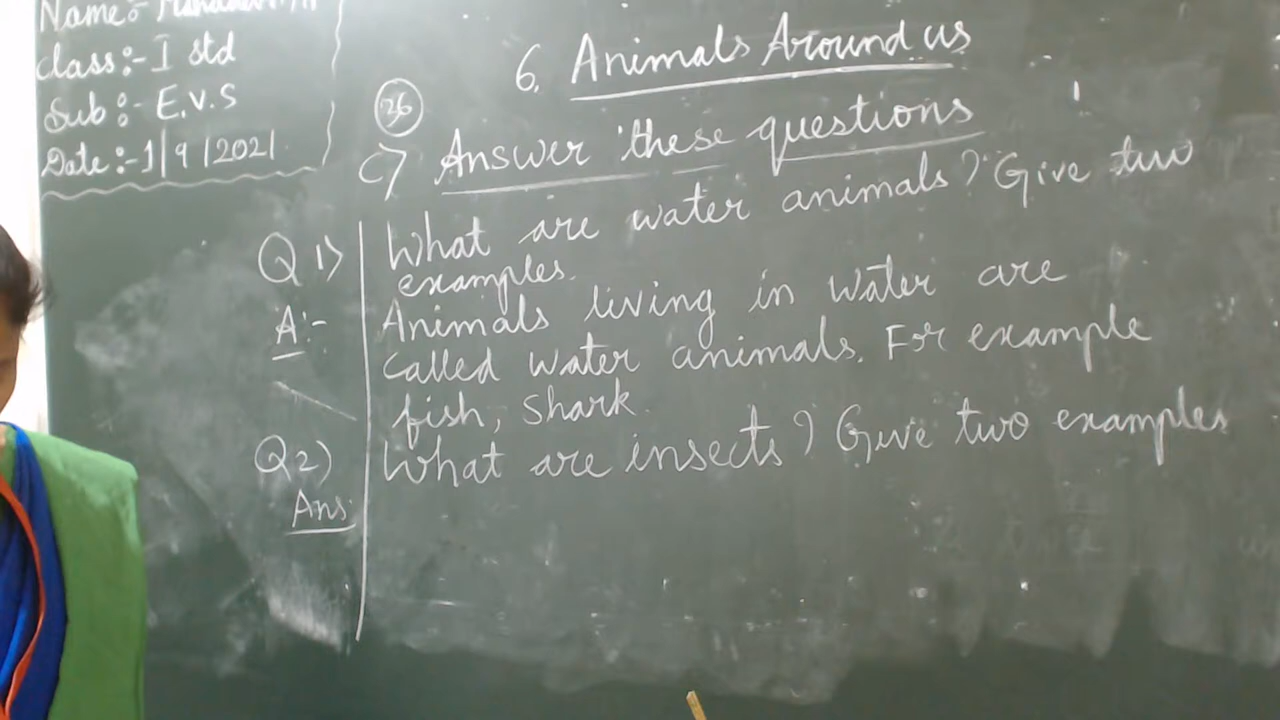 Name:-
Class:- I std
Sub :- E.V.S
Date :- 1/9/2021
6. Animals Around us
26
C) Answer these questions
Q 1) What are water animals? Give two
examples.
A:- Animals living in water are
called water animals. For example
fish, Shark.
Q 2) What are insects? Give two examples
Ans: